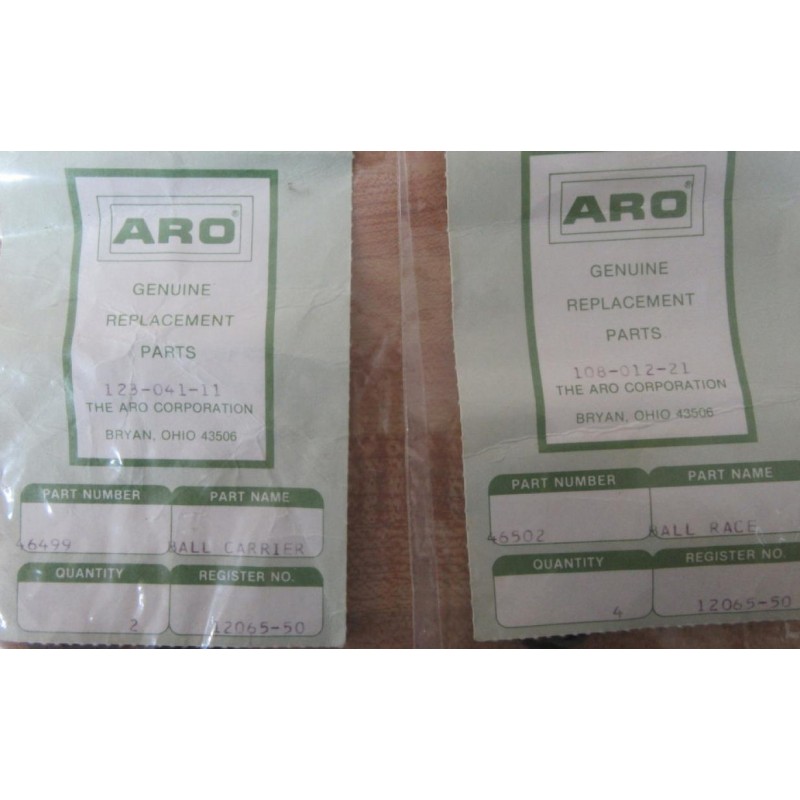 ARO®
GENUINE
REPLACEMENT
PARTS
123-041-11
THE ARO CORPORATION
BRYAN, OHIO 43506
PART NUMBER
PART NAME
46499
BALL CARRIER
QUANTITY
REGISTER NO.
2
12065-50
ARO®
GENUINE
REPLACEMENT
PARTS
108-012-21
THE ARO CORPORATION
BRYAN, OHIO 43506
PART NUMBER
PART NAME
46502
BALL RACE
QUANTITY
REGISTER NO.
4
12065-50